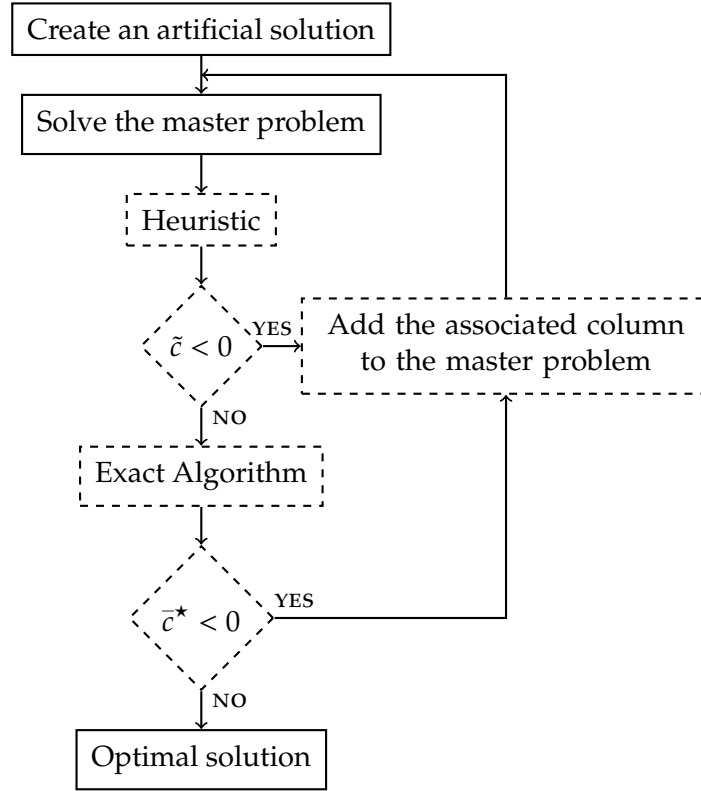 Create an artificial solution
Solve the master problem
Heuristic
c̃ < 0
YES
Add the associated column
to the master problem
NO
Exact Algorithm
c̄⋆ < 0
YES
NO
Optimal solution